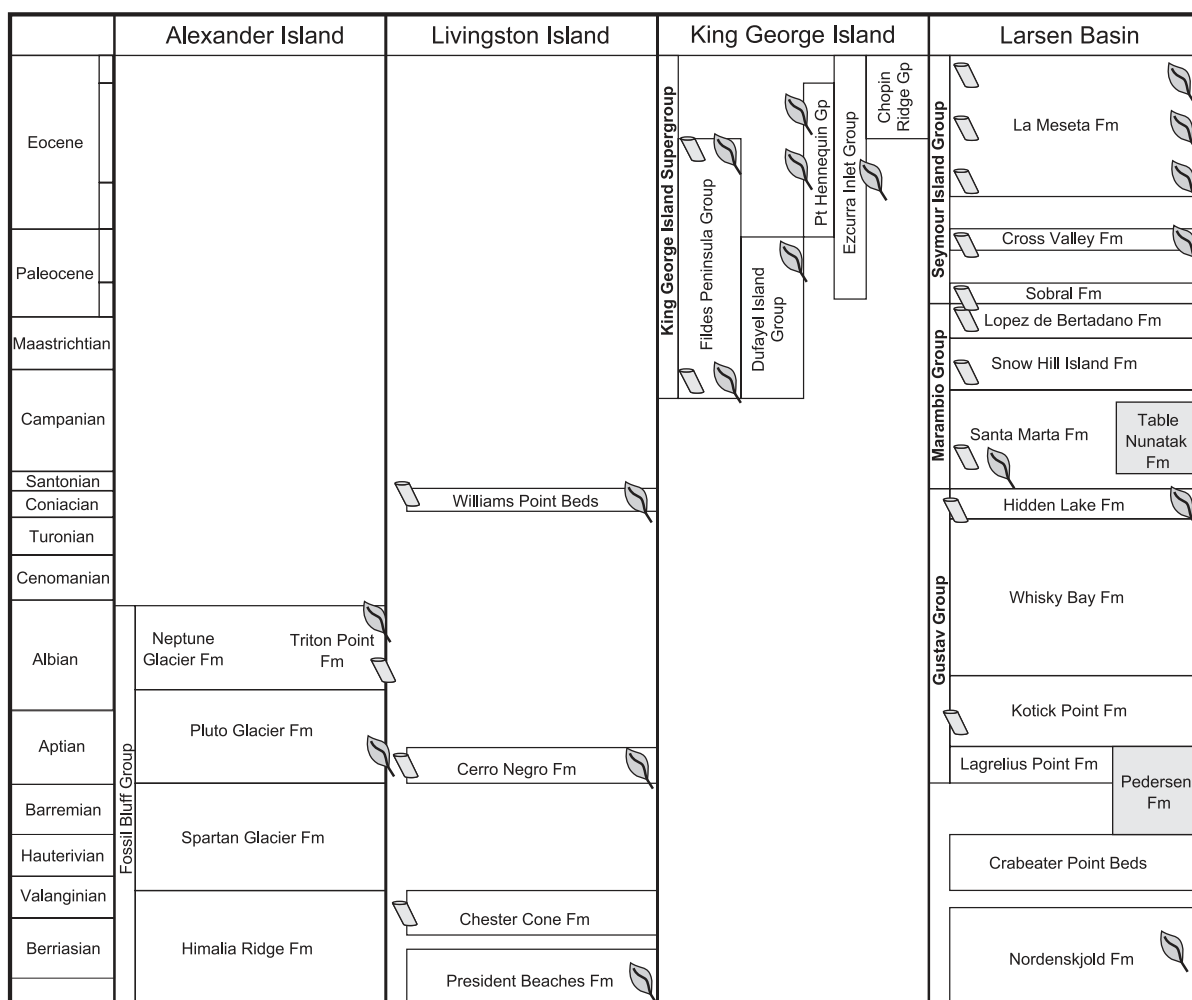 Alexander Island
Livingston Island
King George Island
Larsen Basin
Eocene
Paleocene
Maastrichtian
Campanian
Santonian
Coniacian
Turonian
Cenomanian
Albian
Aptian
Barremian
Hauterivian
Valanginian
Berriasian
Fossil Bluff Group
Neptune
Glacier Fm
Triton Point
Fm
Pluto Glacier Fm
Spartan Glacier Fm
Himalia Ridge Fm
Williams Point Beds
Cerro Negro Fm
Chester Cone Fm
President Beaches Fm
King George Island Supergroup
Fildes Peninsula Group
Dufayel Island
Group
Pt Hennequin Gp
Ezcurra Inlet Group
Chopin
Ridge Gp
Seymour Island Group
La Meseta Fm
Cross Valley Fm
Sobral Fm
Marambio Group
Lopez de Bertadano Fm
Snow Hill Island Fm
Santa Marta Fm
Table
Nunatak
Fm
Gustav Group
Hidden Lake Fm
Whisky Bay Fm
Kotick Point Fm
Lagrelius Point Fm
Pedersen
Fm
Crabeater Point Beds
Nordenskjold Fm